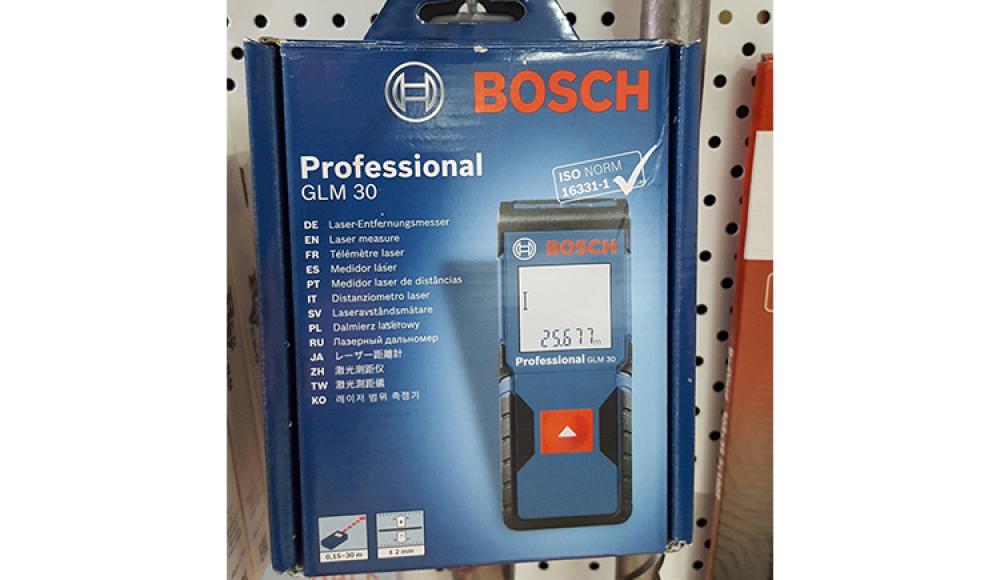 BOSCH
Professional
GLM 30
ISO NORM
16331-1
DE Laser-Entfernungsmesser
EN Laser measure
FR Télémètre laser
ES Medidor láser
PT Medidor laser de distâncias
IT Distanziometro laser
SV Laseravståndsmätare
PL Dalmierz laserowy
RU Лазерный дальномер
JA レーザー距離計
ZH 激光测距仪
TW 激光測距儀
KO 레이저 범위 측정기
BOSCH
25.677m
Professional GLM 30
0,15–30 m
± 2 mm